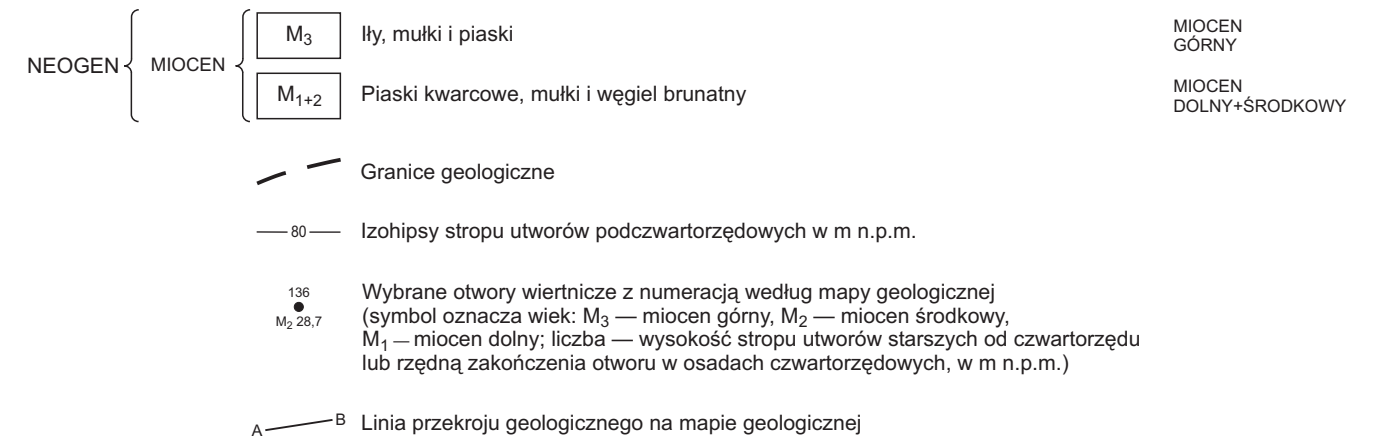 NEOGEN MIOCEN M3 Iły, mułki i piaski MIOCEN GÓRNY
M1+2 Piaski kwarcowe, mułki i węgiel brunatny MIOCEN DOLNY+ŚRODKOWY
Granice geologiczne
80 Izohipsy stropu utworów podczwartorzędowych w m n.p.m.
136 Wybrane otwory wiertnicze z numeracją według mapy geologicznej
M2 28,7 (symbol oznacza wiek: M3 — miocen górny, M2 — miocen środkowy,
M1 — miocen dolny; liczba — wysokość stropu utworów starszych od czwartorzędu
lub rzędną zakończenia otworu w osadach czwartorzędowych, w m n.p.m.)
A B Linia przekroju geologicznego na mapie geologicznej